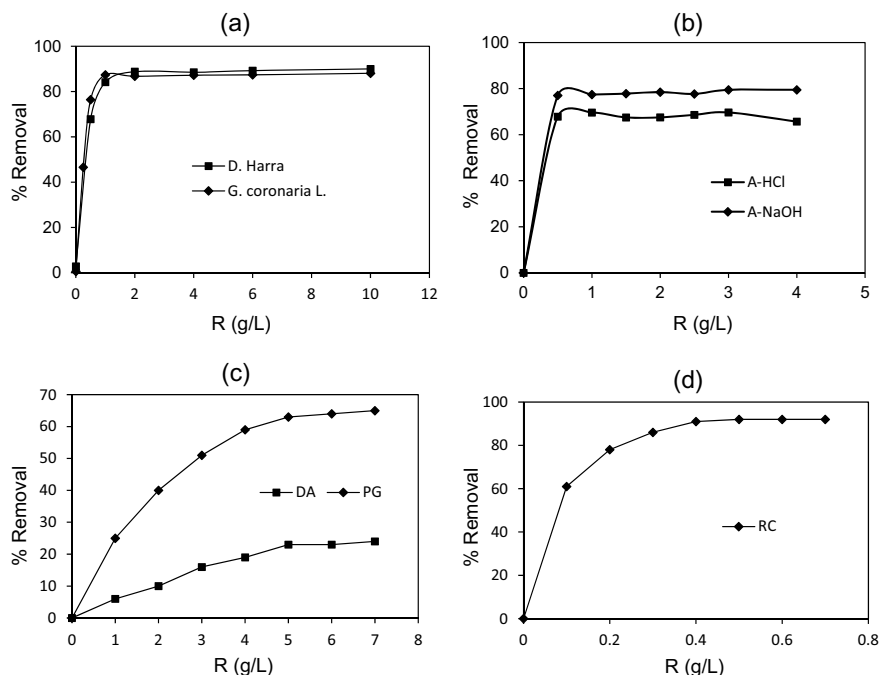 (a)
100
80
60
40
20
0
% Removal
D. Harra
G. coronaria L.
0 2 4 6 8 10 12
R (g/L)
(b)
100
80
60
40
20
0
% Removal
A-HCl
A-NaOH
0 1 2 3 4 5
R (g/L)
(c)
70
60
50
40
30
20
10
0
% Removal
DA PG
0 1 2 3 4 5 6 7 8
R (g/L)
(d)
100
80
60
40
20
0
% Removal
RC
0 0.2 0.4 0.6 0.8
R (g/L)